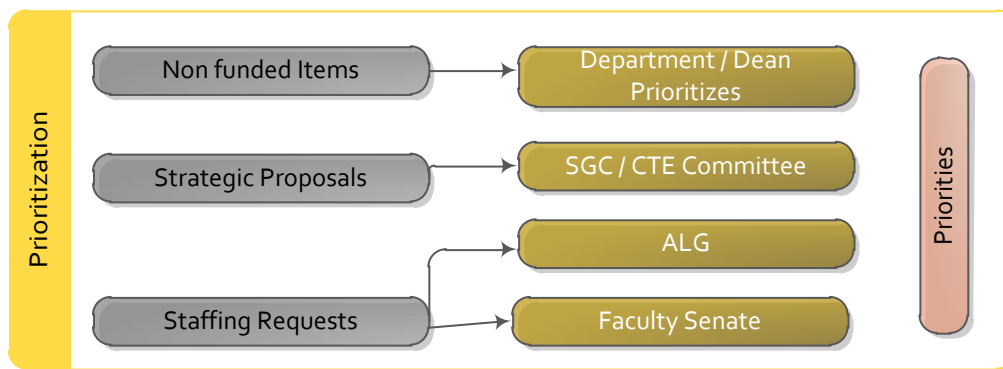 Prioritization
Non funded Items
Department / Dean
Prioritizes
Strategic Proposals
SGC / CTE Committee
ALG
Staffing Requests
Faculty Senate
Priorities